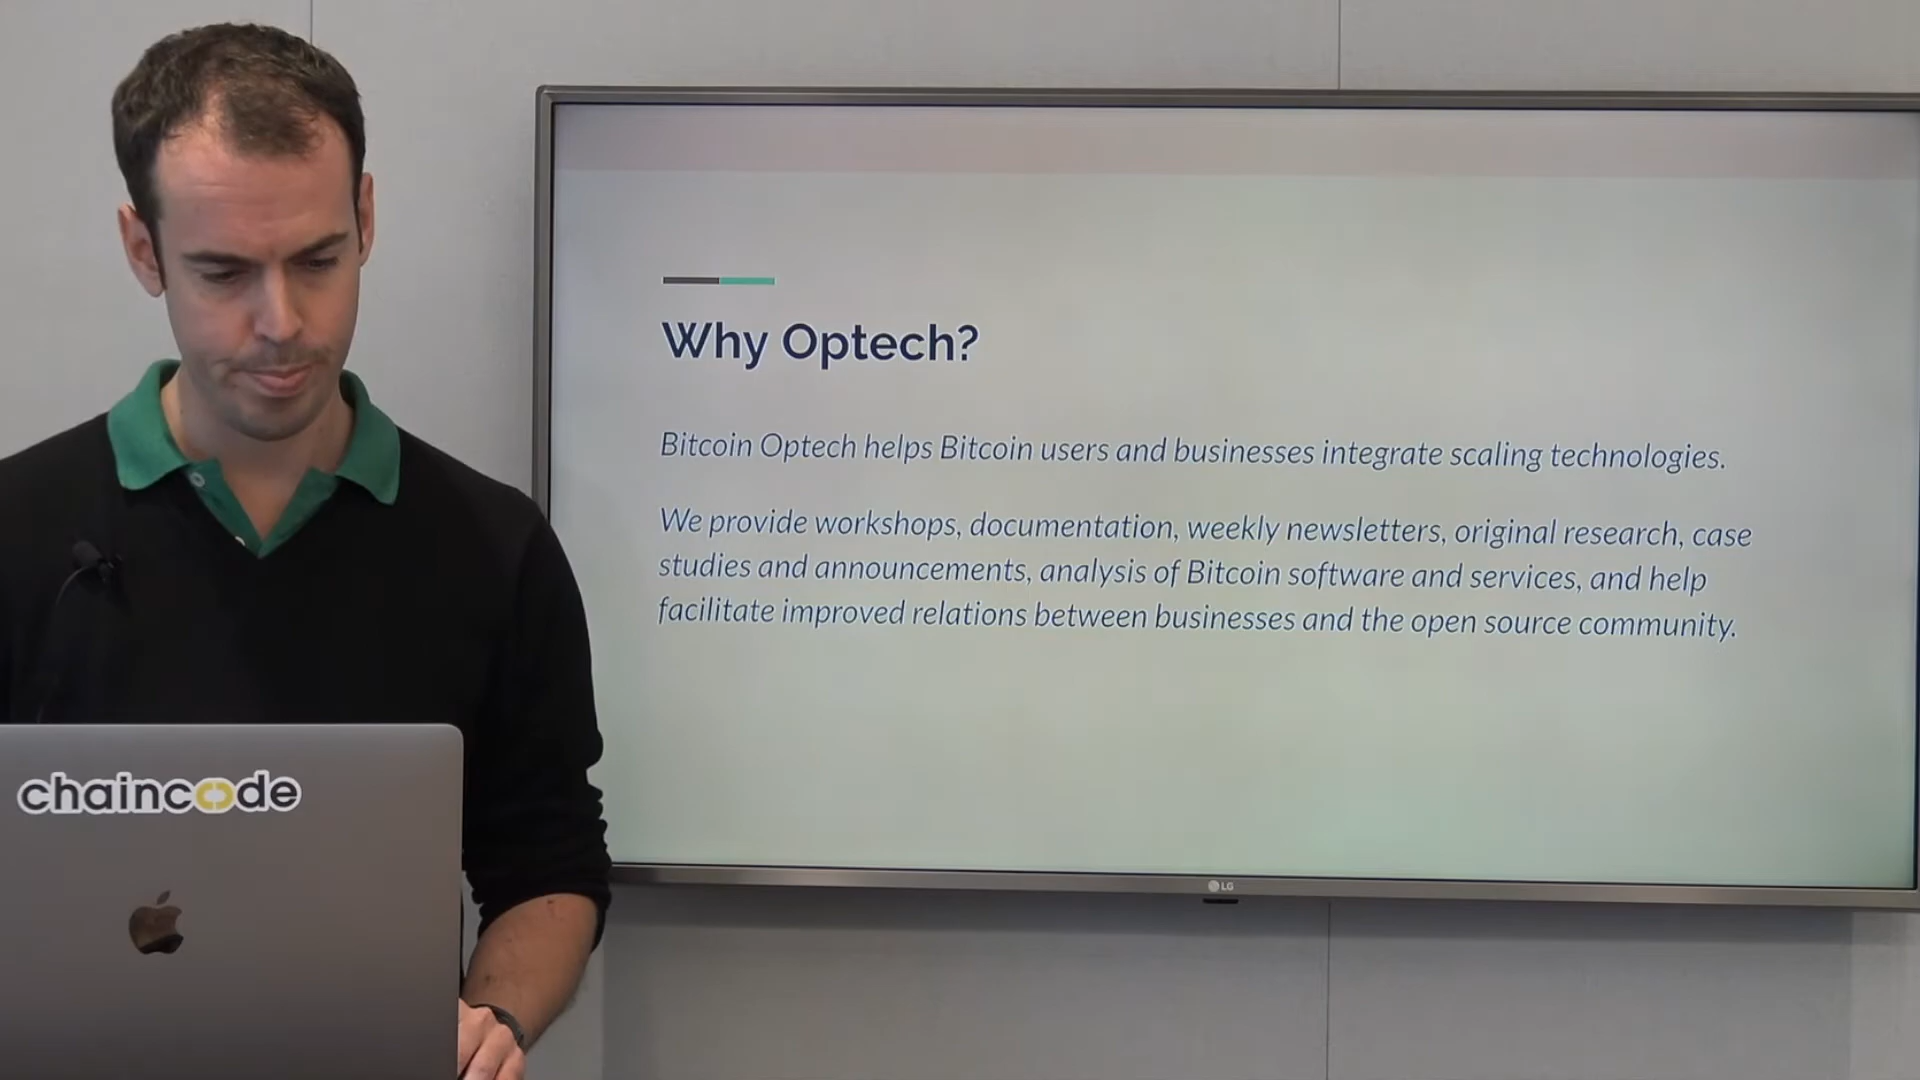 Why Optech?
Bitcoin Optech helps Bitcoin users and businesses integrate scaling technologies.
We provide workshops, documentation, weekly newsletters, original research, case
studies and announcements, analysis of Bitcoin software and services, and help
facilitate improved relations between businesses and the open source community.
chaincode
LG